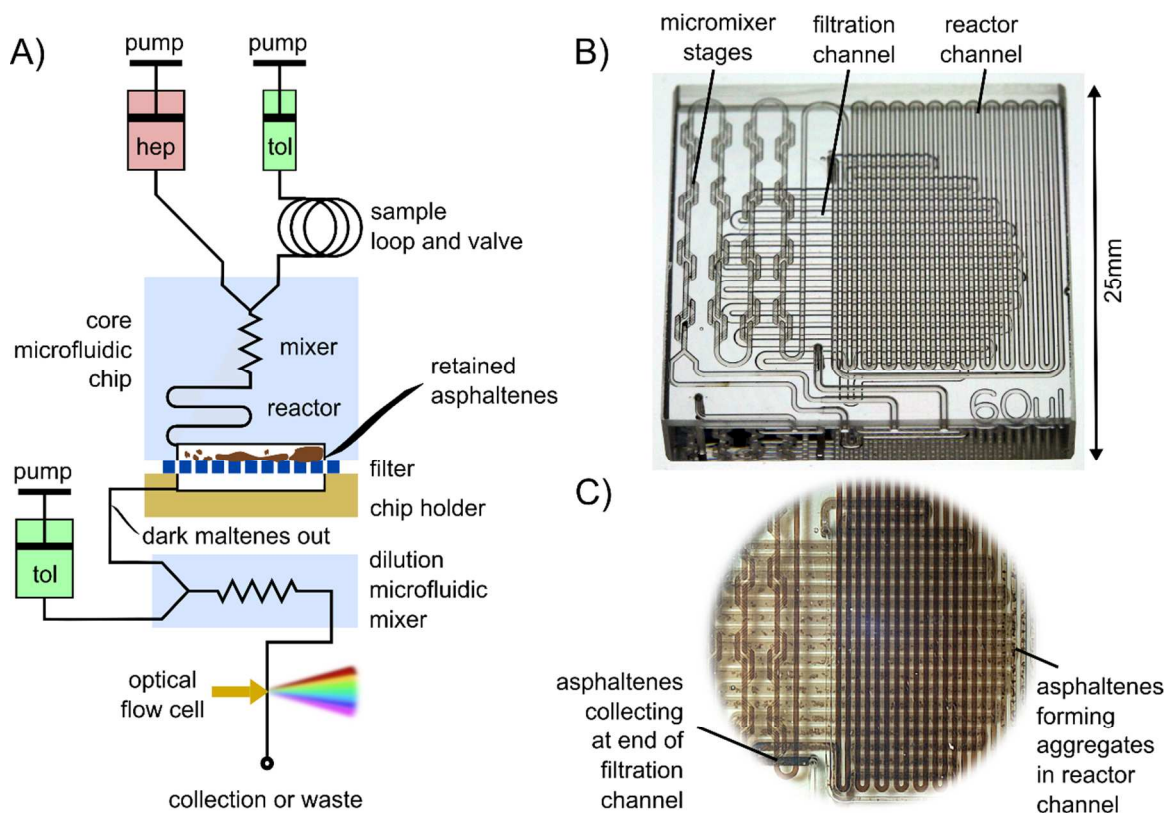 A)
pump
pump
hep
tol
sample
loop and valve
core
microfluidic
chip
mixer
reactor
retained
asphaltenes
filter
chip holder
pump
dark maltenes out
tol
dilution
microfluidic
mixer
optical
flow cell
collection or waste
B)
micromixer
stages
filtration
channel
reactor
channel
25mm
60ul
C)
asphaltenes
collecting
at end of
filtration
channel
asphaltenes
forming
aggregates
in reactor
channel